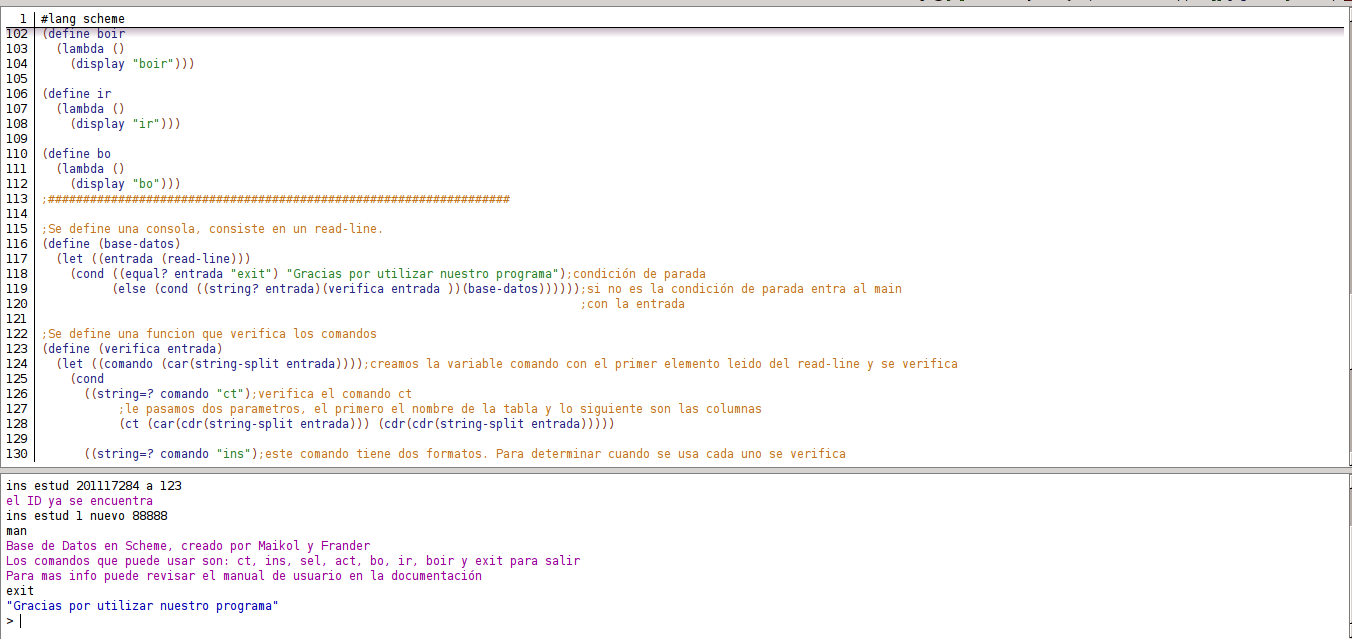 1 #lang scheme
102 (define boir
103 (lambda ()
104 (display "boir")))
105
106 (define ir
107 (lambda ()
108 (display "ir")))
109
110 (define bo
111 (lambda ()
112 (display "bo")))
113 ;##################################################################
114
115 ;Se define una consola, consiste en un read-line.
116 (define (base-datos)
117 (let ((entrada (read-line)))
118 (cond ((equal? entrada "exit") "Gracias por utilizar nuestro programa");condición de parada
119 (else (cond ((string? entrada)(verifica entrada ))(base-datos))))));si no es la condición de parada entra al main
120 ;con la entrada
121
122 ;Se define una funcion que verifica los comandos
123 (define (verifica entrada)
124 (let ((comando (car(string-split entrada))));creamos la variable comando con el primer elemento leido del read-line y se verifica
125 (cond
126 ((string=? comando "ct");verifica el comando ct
127 ;le pasamos dos parametros, el primero el nombre de la tabla y lo siguiente son las columnas
128 (ct (car(cdr(string-split entrada))) (cdr(cdr(string-split entrada)))))
129
130 ((string=? comando "ins");este comando tiene dos formatos. Para determinar cuando se usa cada uno se verifica
ins estud 201117284 a 123
el ID ya se encuentra
ins estud 1 nuevo 88888
man
Base de Datos en Scheme, creado por Maikol y Frander
Los comandos que puede usar son: ct, ins, sel, act, bo, ir, boir y exit para salir
Para mas info puede revisar el manual de usuario en la documentación
exit
"Gracias por utilizar nuestro programa"
>